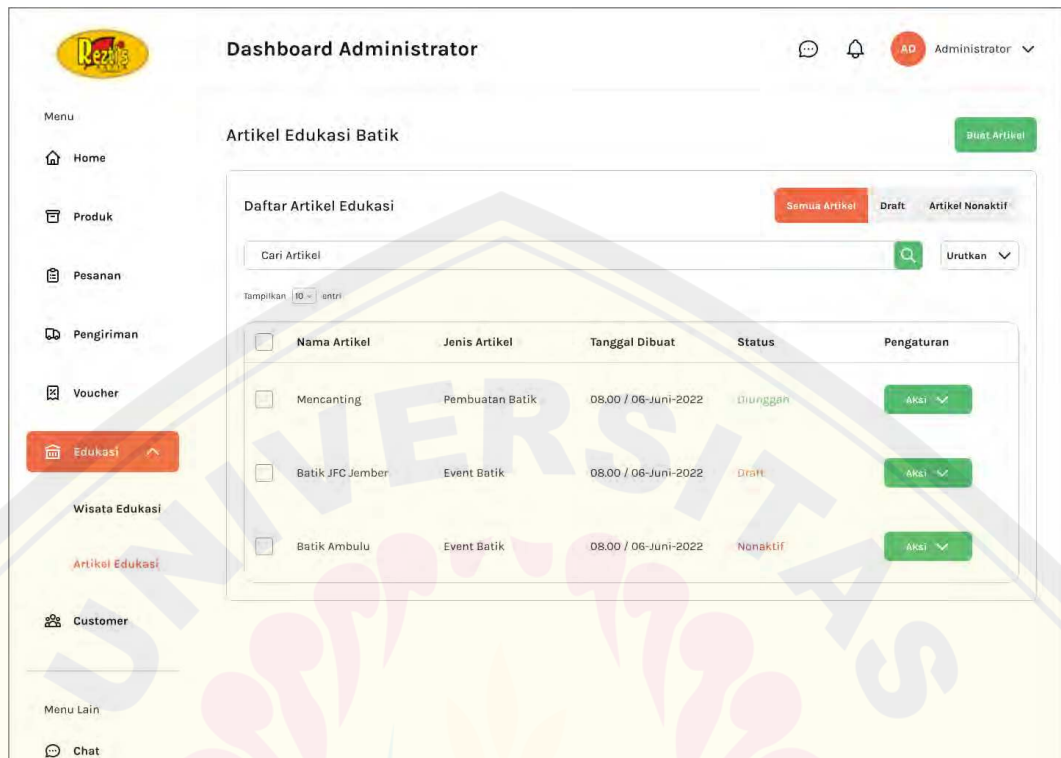 Rezti's
Dashboard Administrator
AD
Administrator
Menu
Home
Produk
Pesanan
Pengiriman
Voucher
Edukasi
Wisata Edukasi
Artikel Edukasi
Customer
Menu Lain
Chat
Artikel Edukasi Batik
Buat Artikel
Daftar Artikel Edukasi
Semua Artikel Draft Artikel Nonaktif
Cari Artikel
Urutkan
Tampilkan 10 entri
Nama Artikel Jenis Artikel Tanggal Dibuat Status Pengaturan
Mencanting Pembuatan Batik 08.00 / 06-Juni-2022 Diunggah Aksi
Batik JFC Jember Event Batik 08.00 / 06-Juni-2022 Draft Aksi
Batik Ambulu Event Batik 08.00 / 06-Juni-2022 Nonaktif Aksi
UNIVERSITAS